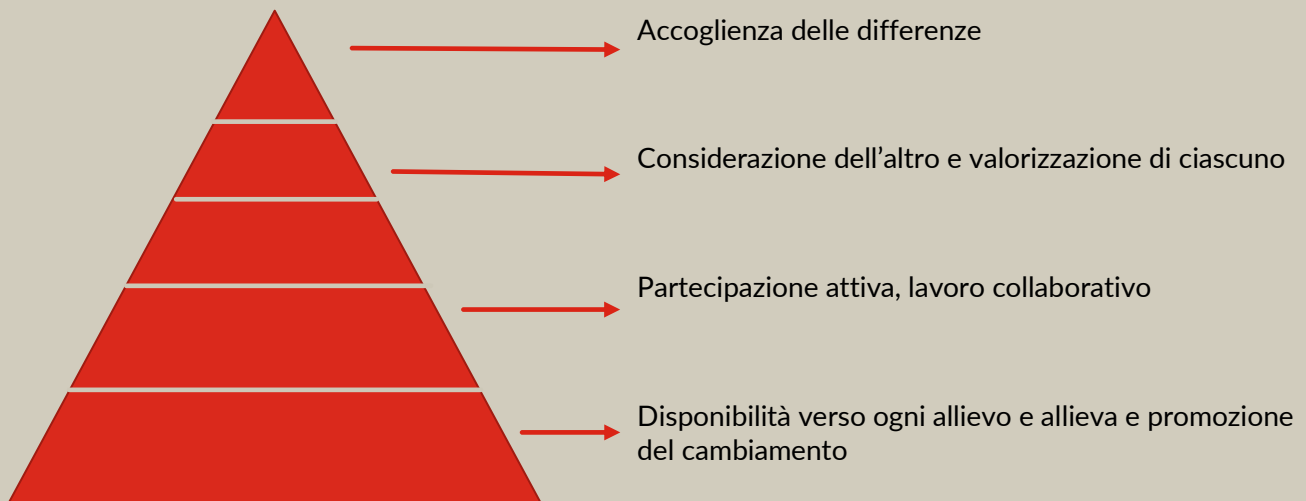 Accoglienza delle differenze
Considerazione dell’altro e valorizzazione di ciascuno
Partecipazione attiva, lavoro collaborativo
Disponibilità verso ogni allievo e allieva e promozione
del cambiamento